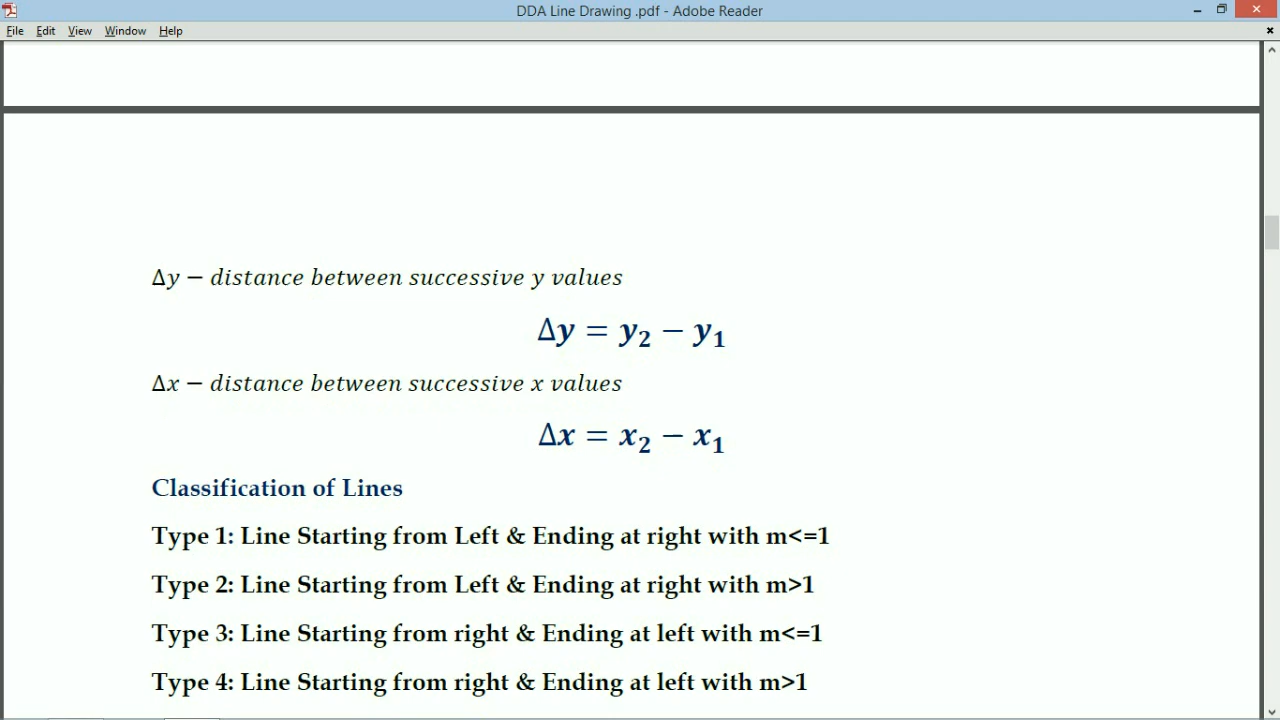 DDA Line Drawing .pdf - Adobe Reader
File Edit View Window Help
Δy − distance between successive y values
Δy = y₂ − y₁
Δx − distance between successive x values
Δx = x₂ − x₁
Classification of Lines
Type 1: Line Starting from Left & Ending at right with m<=1
Type 2: Line Starting from Left & Ending at right with m>1
Type 3: Line Starting from right & Ending at left with m<=1
Type 4: Line Starting from right & Ending at left with m>1